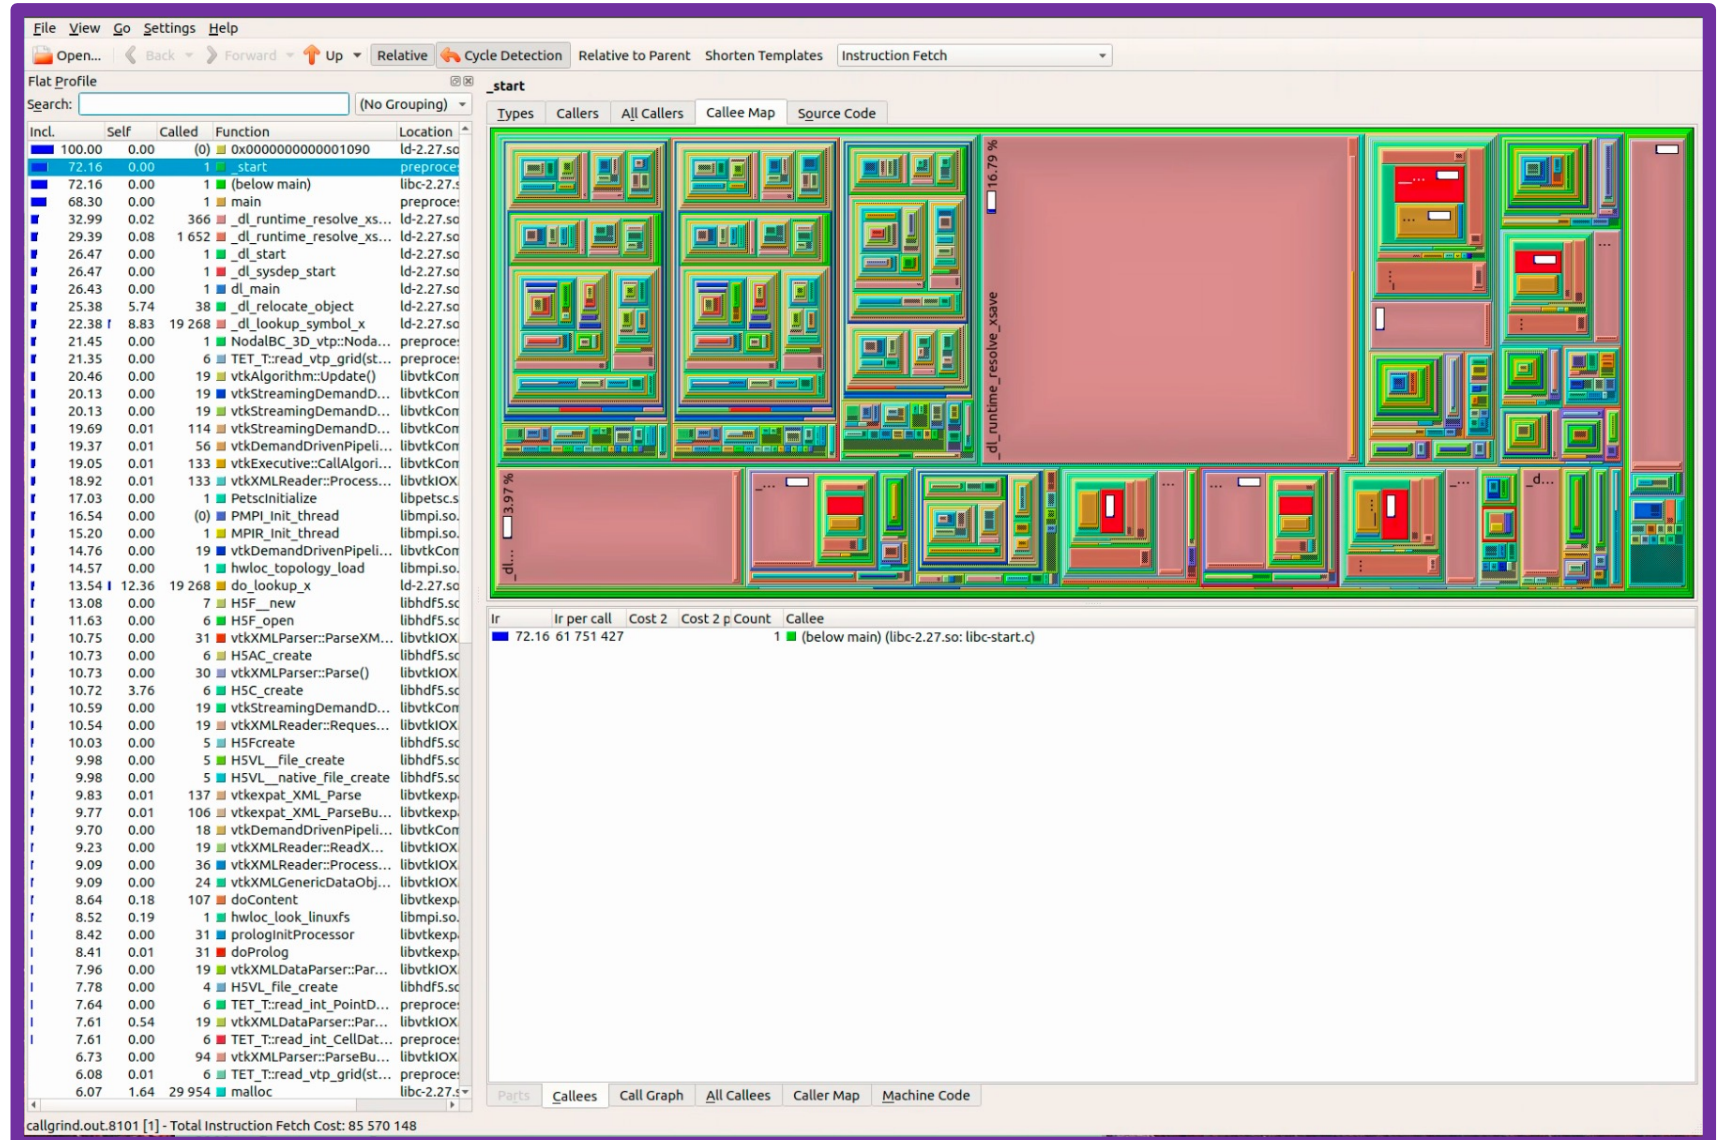 File View Go Settings Help
Open... Back Forward Up Relative Cycle Detection Relative to Parent Shorten Templates Instruction Fetch
Flat Profile
Search: (No Grouping)
Incl. Self Called Function Location
100.00 0.00 (0) 0x0000000000001090 ld-2.27.so
72.16 0.00 1 _start preproce
72.16 0.00 1 (below main) libc-2.27.s
68.30 0.00 1 main preproce
32.99 0.02 366 _dl_runtime_resolve_xs... ld-2.27.so
29.39 0.08 1 652 _dl_runtime_resolve_xs... ld-2.27.so
26.47 0.00 1 _dl_start ld-2.27.so
26.47 0.00 1 _dl_sysdep_start ld-2.27.so
26.43 0.00 1 dl_main ld-2.27.so
25.38 5.74 38 _dl_relocate_object ld-2.27.so
22.38 8.83 19 268 _dl_lookup_symbol_x ld-2.27.so
21.45 0.00 1 NodalBC_3D_vtp::Noda... preproce
21.35 0.00 6 TET_T::read_vtp_grid(st... preproce
20.46 0.00 19 vtkAlgorithm::Update() libvtkCom
20.13 0.00 19 vtkStreamingDemandD... libvtkCom
20.13 0.00 19 vtkStreamingDemandD... libvtkCom
19.69 0.01 114 vtkStreamingDemandD... libvtkCom
19.37 0.01 56 vtkDemandDrivenPipeli... libvtkCom
19.05 0.01 133 vtkExecutive::CallAlgori... libvtkCom
18.92 0.01 133 vtkXMLReader::Process... libvtkIOX
17.03 0.00 1 PetscInitialize libpetsc.s
16.54 0.00 (0) PMPI_Init_thread libmpi.so.
15.20 0.00 1 MPIR_Init_thread libmpi.so.
14.76 0.00 19 vtkDemandDrivenPipeli... libvtkCom
14.57 0.00 1 hwloc_topology_load libmpi.so.
13.54 12.36 19 268 do_lookup_x ld-2.27.so
13.08 0.00 7 H5F__new libhdf5.so
11.63 0.00 6 H5F_open libhdf5.so
10.75 0.00 31 vtkXMLParser::ParseXM... libvtkIOX
10.73 0.00 6 H5AC_create libhdf5.so
10.73 0.00 30 vtkXMLParser::Parse() libvtkIOX
10.72 3.76 6 H5C_create libhdf5.so
10.59 0.00 19 vtkStreamingDemandD... libvtkCom
10.54 0.00 19 vtkXMLReader::Reques... libvtkIOX
10.03 0.00 5 H5Fcreate libhdf5.so
9.98 0.00 5 H5VL__file_create libhdf5.so
9.98 0.00 5 H5VL__native_file_create libhdf5.so
9.83 0.01 137 vtkexpat_XML_Parse libvtkexp
9.77 0.01 106 vtkexpat_XML_ParseBu... libvtkexp
9.70 0.00 18 vtkDemandDrivenPipeli... libvtkCom
9.23 0.00 19 vtkXMLReader::ReadX... libvtkIOX
9.09 0.00 36 vtkXMLReader::Process... libvtkIOX
9.09 0.00 24 vtkXMLGenericDataObj... libvtkIOX
8.64 0.18 107 doContent libvtkexp
8.52 0.19 1 hwloc_look_linuxfs libmpi.so.
8.42 0.00 31 prologInitProcessor libvtkexp
8.41 0.01 31 doProlog libvtkexp
7.96 0.00 19 vtkXMLDataParser::Par... libvtkIOX
7.78 0.00 4 H5VL_file_create libhdf5.so
7.64 0.00 6 TET_T::read_int_PointD... preproce
7.61 0.54 19 vtkXMLDataParser::Par... libvtkIOX
7.61 0.00 6 TET_T::read_int_CellDat... preproce
6.73 0.00 94 vtkXMLParser::ParseBu... libvtkIOX
6.08 0.01 6 TET_T::read_vtp_grid(st... preproce
6.07 1.64 29 954 malloc libc-2.27.s
_start
Types Callers All Callers Callee Map Source Code
_dl_runtime_resolve_xsave 16.79 %
_dl... 3.97 %
_...
_...
_d...
Ir Ir per call Cost 2 Cost 2 p Count Callee
72.16 61 751 427 1 (below main) (libc-2.27.so: libc-start.c)
Parts Callees Call Graph All Callees Caller Map Machine Code
callgrind.out.8101 [1] - Total Instruction Fetch Cost: 85 570 148